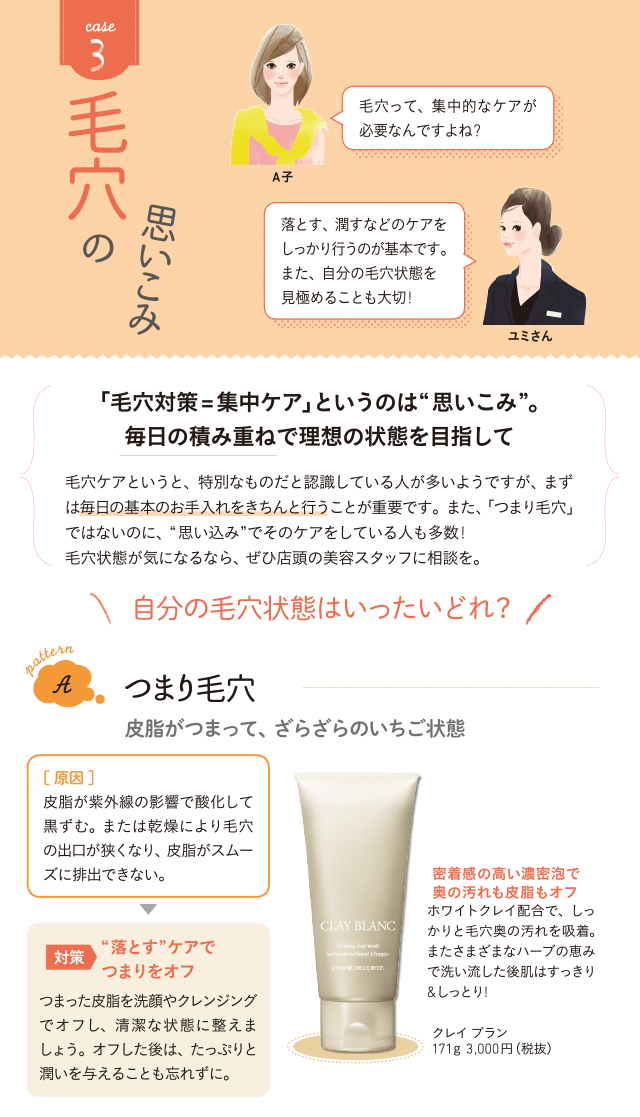 case
3
毛穴の
思いこみ
毛穴って、集中的なケアが
必要なんですよね？
A子
落とす、潤すなどのケアを
しっかり行うのが基本です。
また、自分の毛穴状態を
見極めることも大切！
ユミさん
「毛穴対策＝集中ケア」というのは“思いこみ”。
毎日の積み重ねで理想の状態を目指して
毛穴ケアというと、特別なものだと認識している人が多いようですが、まず
は毎日の基本のお手入れをきちんと行うことが重要です。また、「つまり毛穴」
ではないのに、“思い込み”でそのケアをしている人も多数！
毛穴状態が気になるなら、ぜひ店頭の美容スタッフに相談を。
自分の毛穴状態はいったいどれ？
pattern
A
つまり毛穴
皮脂がつまって、ざらざらのいちご状態
［原因］
皮脂が紫外線の影響で酸化して
黒ずむ。または乾燥により毛穴
の出口が狭くなり、皮脂がスムー
ズに排出できない。
対策
“落とす”ケアで
つまりをオフ
つまった皮脂を洗顔やクレンジング
でオフし、清潔な状態に整えま
しょう。オフした後は、たっぷりと
潤いを与えることも忘れずに。
CLAY BLANC
COSME DECORTE
密着感の高い濃密泡で
奥の汚れも皮脂もオフ
ホワイトクレイ配合で、しっ
かりと毛穴奥の汚れを吸着。
またさまざまなハーブの恵み
で洗い流した後肌はすっきり
&しっとり！
クレイ ブラン
171g 3,000円（税抜）